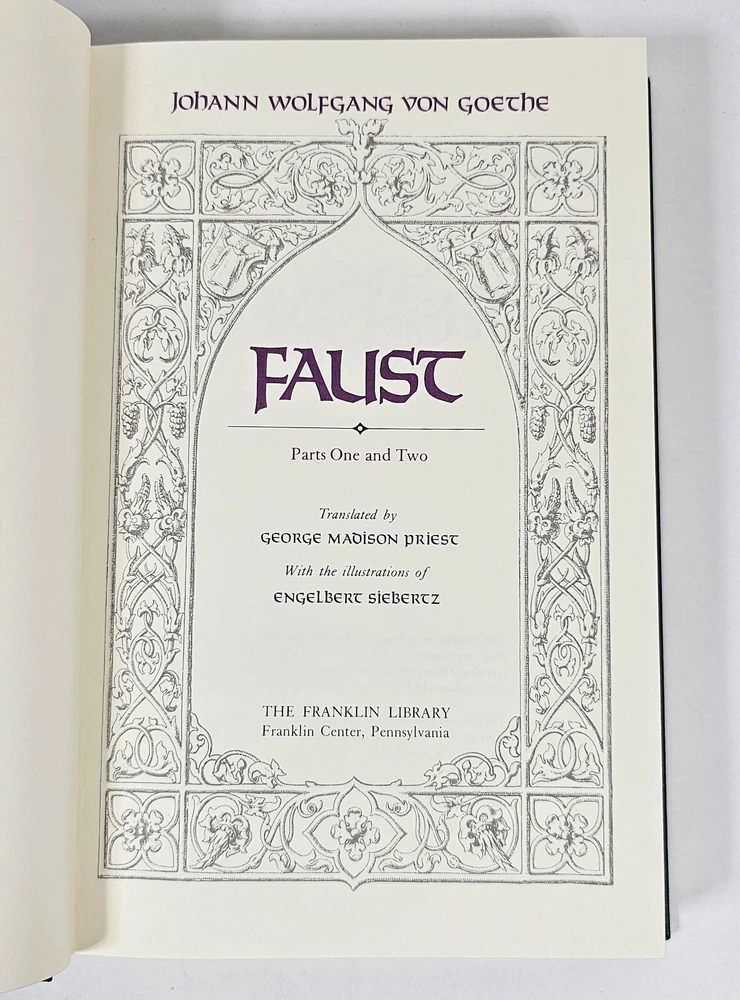 Johann Wolfgang von Goethe
FAUST
Parts One and Two
Translated by
GEORGE MADISON PRIEST
With the illustrations of
ENGELBERT SIEBERTZ
THE FRANKLIN LIBRARY
Franklin Center, Pennsylvania